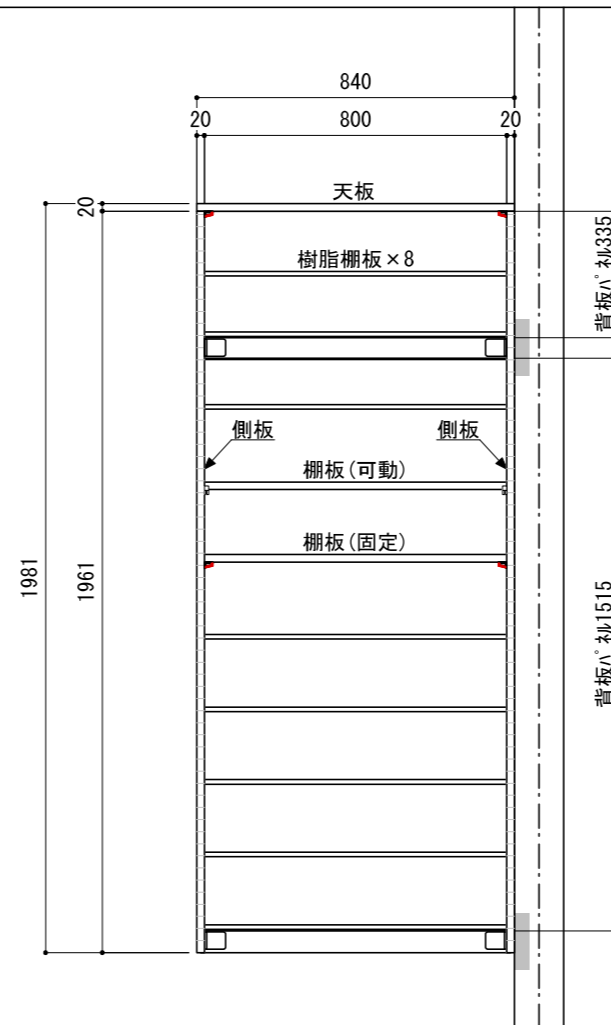 840
20
800
20
天板
20
樹脂棚板×8
背板ﾊﾟﾈﾙ335
側板
側板
棚板(可動)
棚板(固定)
1981
1961
背板ﾊﾟﾈﾙ1515